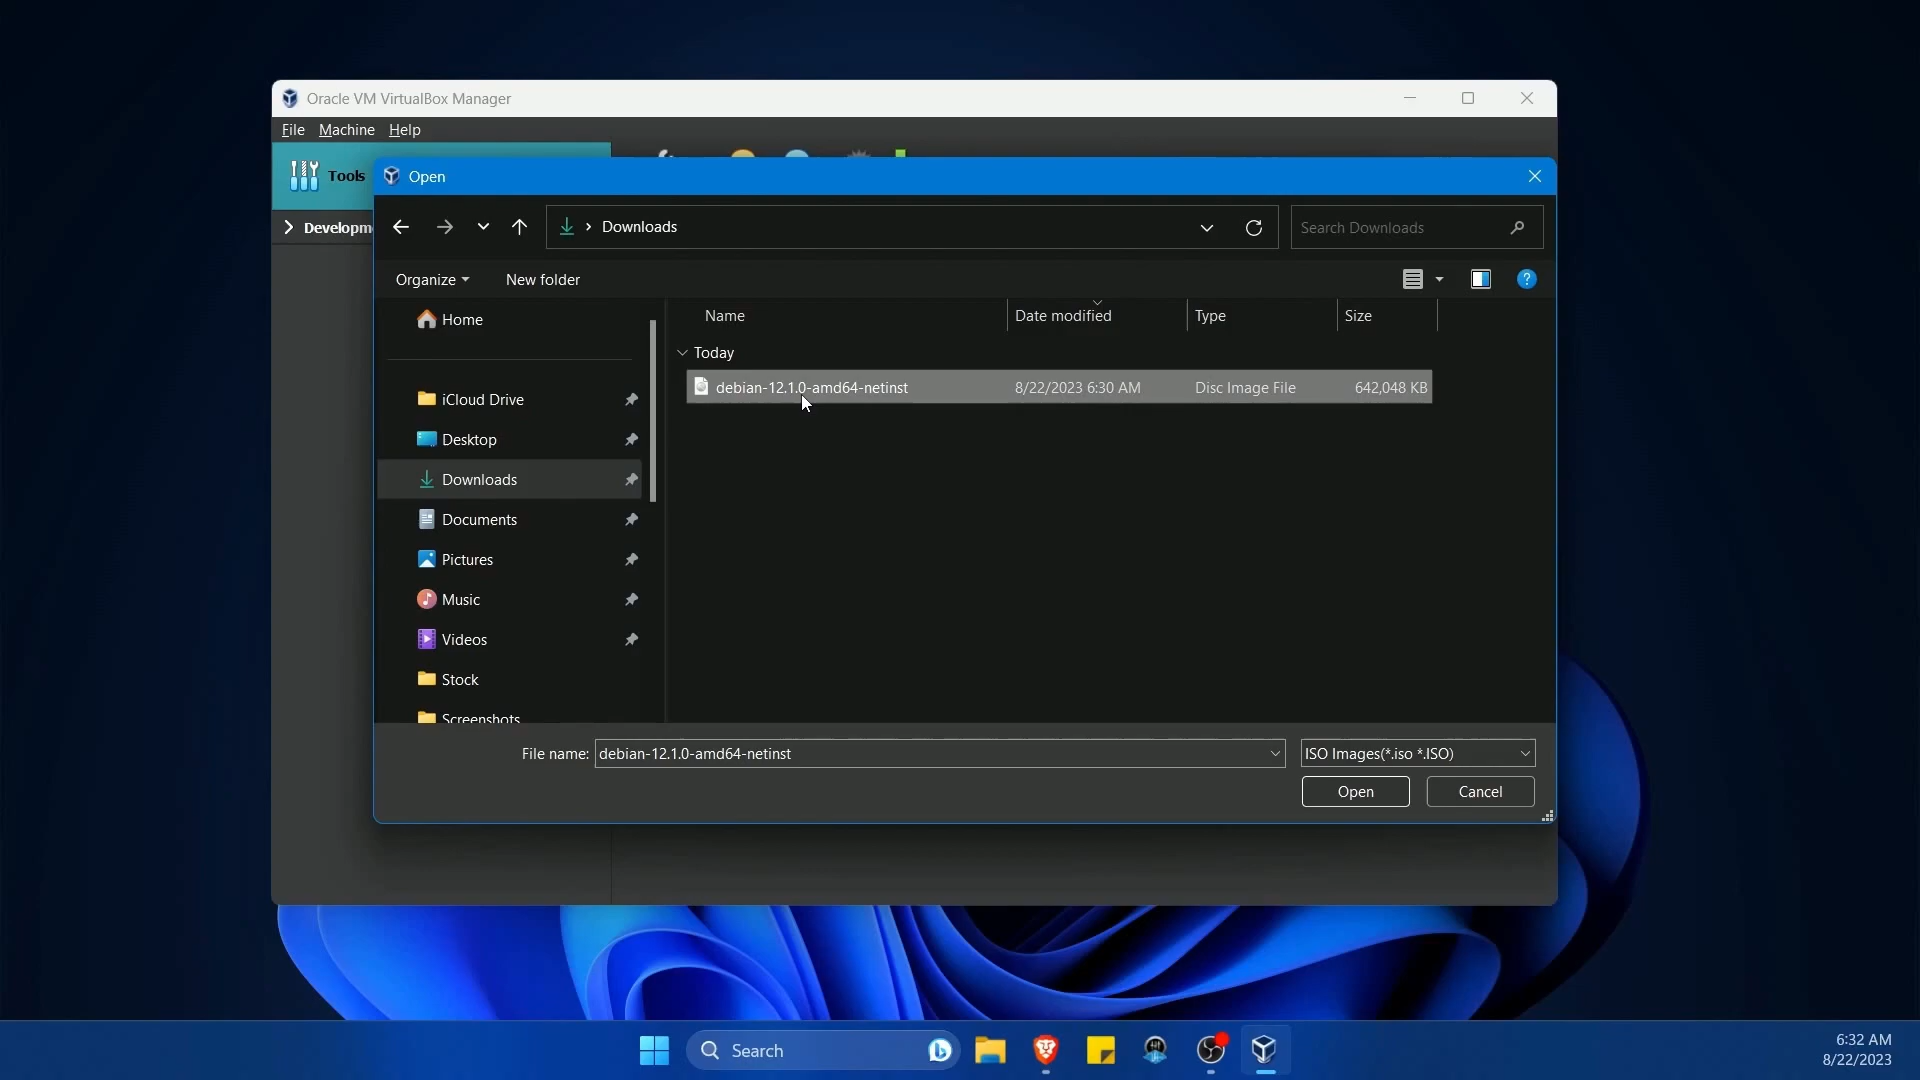 Oracle VM VirtualBox Manager
File Machine Help
Tools
Open
Developm
Downloads
Search Downloads
Organize
New folder
?
Home
Name
Date modified
Type
Size
Today
debian-12.1.0-amd64-netinst
8/22/2023 6:30 AM
Disc Image File
642,048 KB
iCloud Drive
Desktop
Downloads
Documents
Pictures
Music
Videos
Stock
Screenshots
File name: debian-12.1.0-amd64-netinst
ISO Images(*.iso *.ISO)
Open
Cancel
Search
6:32 AM
8/22/2023